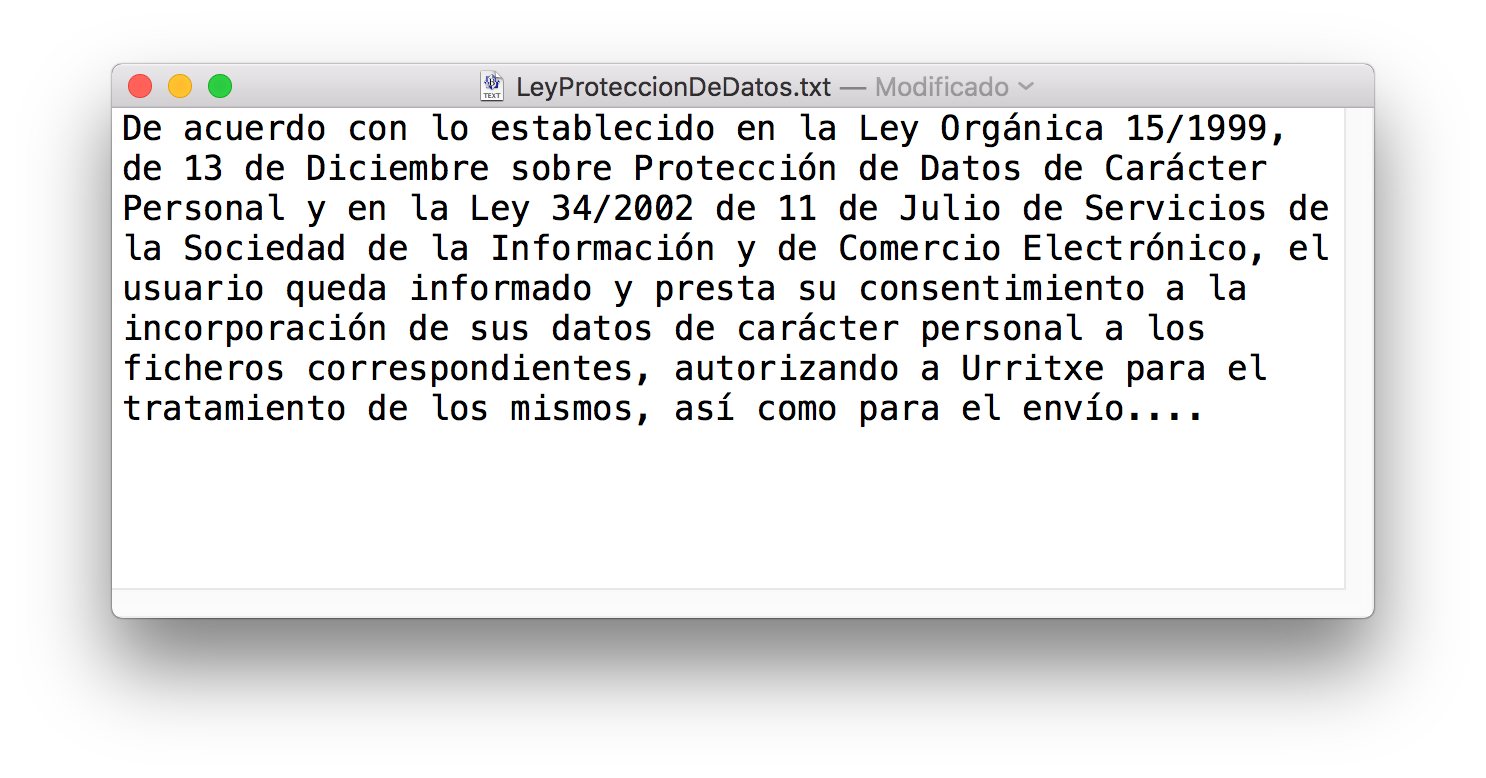 LeyProteccionDeDatos.txt — Modificado
De acuerdo con lo establecido en la Ley Orgánica 15/1999,
de 13 de Diciembre sobre Protección de Datos de Carácter
Personal y en la Ley 34/2002 de 11 de Julio de Servicios de
la Sociedad de la Información y de Comercio Electrónico, el
usuario queda informado y presta su consentimiento a la
incorporación de sus datos de carácter personal a los
ficheros correspondientes, autorizando a Urritxe para el
tratamiento de los mismos, así como para el envío....